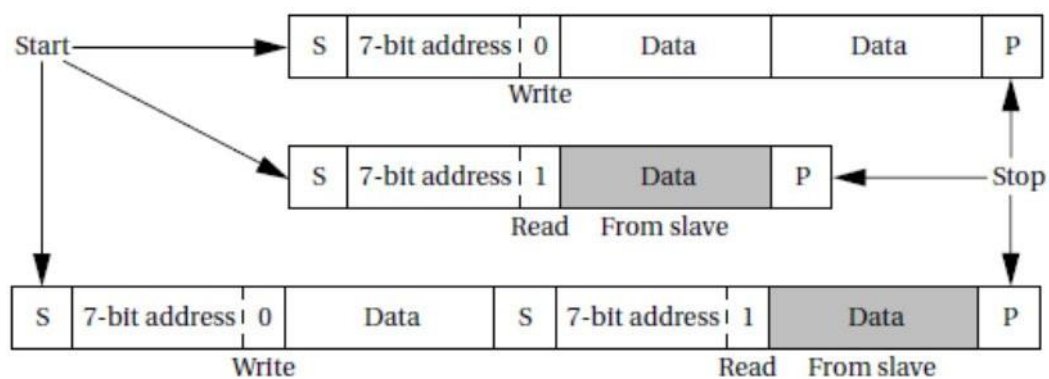 Start S 7-bit address 0 Data Data P
Write
S 7-bit address 1 Data P Stop
Read From slave
S 7-bit address 0 Data S 7-bit address 1 Data P
Write Read From slave